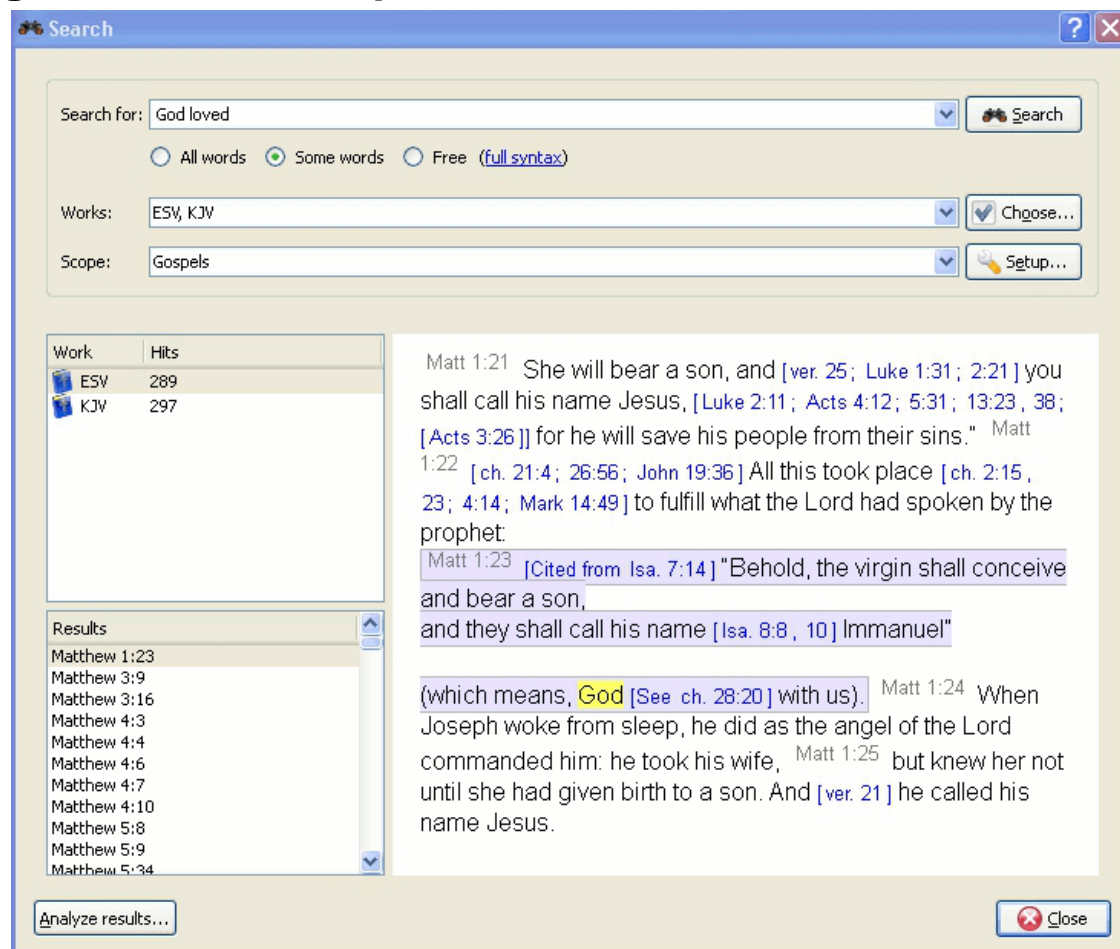 Search
Search for: God loved Search
All words Some words Free (full syntax)
Works: ESV, KJV Choose...
Scope: Gospels Setup...
Work Hits
ESV 289
KJV 297
Results
Matthew 1:23
Matthew 3:9
Matthew 3:16
Matthew 4:3
Matthew 4:4
Matthew 4:6
Matthew 4:7
Matthew 4:10
Matthew 5:8
Matthew 5:9
Matthew 5:34
Matt 1:21 She will bear a son, and [ver. 25; Luke 1:31; 2:21] you
shall call his name Jesus, [Luke 2:11; Acts 4:12; 5:31; 13:23, 38;
[Acts 3:26]] for he will save his people from their sins." Matt
1:22 [ch. 21:4; 26:56; John 19:36] All this took place [ch. 2:15,
23; 4:14; Mark 14:49] to fulfill what the Lord had spoken by the
prophet:
Matt 1:23 [Cited from Isa. 7:14] "Behold, the virgin shall conceive
and bear a son,
and they shall call his name [Isa. 8:8, 10] Immanuel"
(which means, God [See ch. 28:20] with us). Matt 1:24 When
Joseph woke from sleep, he did as the angel of the Lord
commanded him: he took his wife, Matt 1:25 but knew her not
until she had given birth to a son. And [ver. 21] he called his
name Jesus.
Analyze results... Close